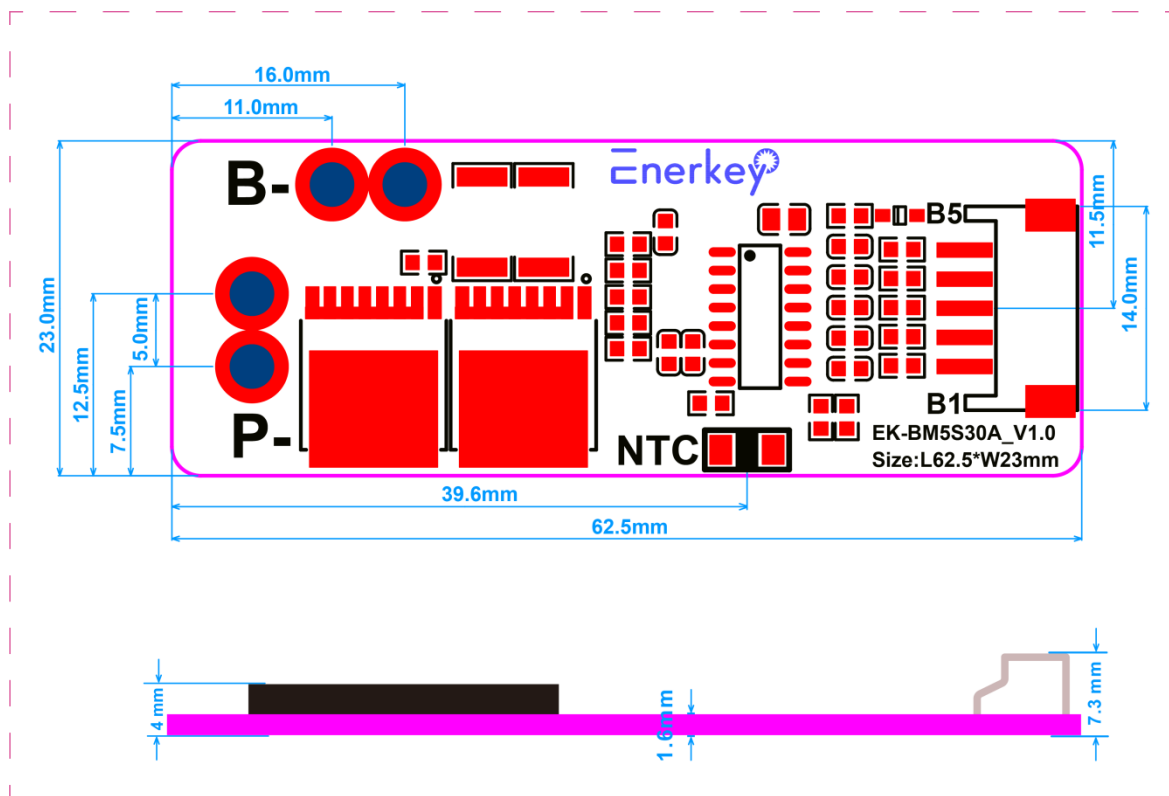 16.0mm
11.0mm
B-
Enerkey
B5
11.5mm
14.0mm
23.0mm
12.5mm
5.0mm
7.5mm
P-
B1
NTC
EK-BM5S30A_V1.0
Size:L62.5*W23mm
39.6mm
62.5mm
4 mm
1.6mm
7.3 mm